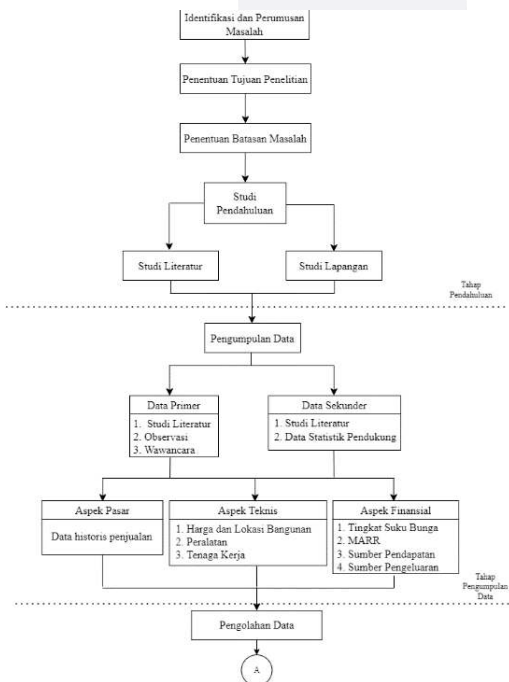 Identifikasi dan Perumusan
Masalah
Penentuan Tujuan Penelitian
Penentuan Batasan Masalah
Studi
Pendahuluan
Studi Literatur
Studi Lapangan
Tahap
Pendahuluan
Pengumpulan Data
Data Primer
1. Studi Literatur
2. Observasi
3. Wawancara
Data Sekunder
1. Studi Literatur
2. Data Statistik Pendukung
Aspek Pasar
Data historis penjualan
Aspek Teknis
1. Harga dan Lokasi Bangunan
2. Peralatan
3. Tenaga Kerja
Aspek Finansial
1. Tingkat Suku Bunga
2. MARR
3. Sumber Pendapatan
4. Sumber Pengeluaran
Tahap
Pengumpulan
Data
Pengolahan Data
A